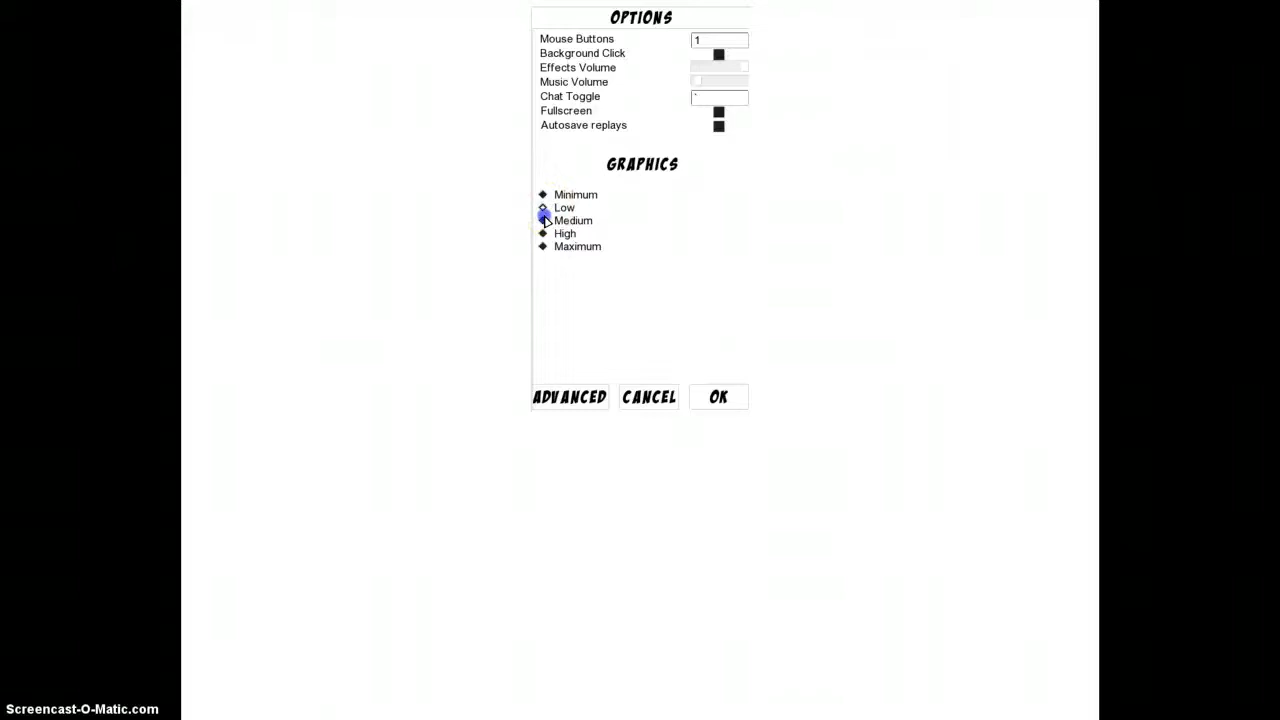 OPTIONS
Mouse Buttons 1
Background Click
Effects Volume
Music Volume
Chat Toggle `
Fullscreen
Autosave replays
GRAPHICS
Minimum
Low
Medium
High
Maximum
ADVANCED CANCEL OK
Screencast-O-Matic.com